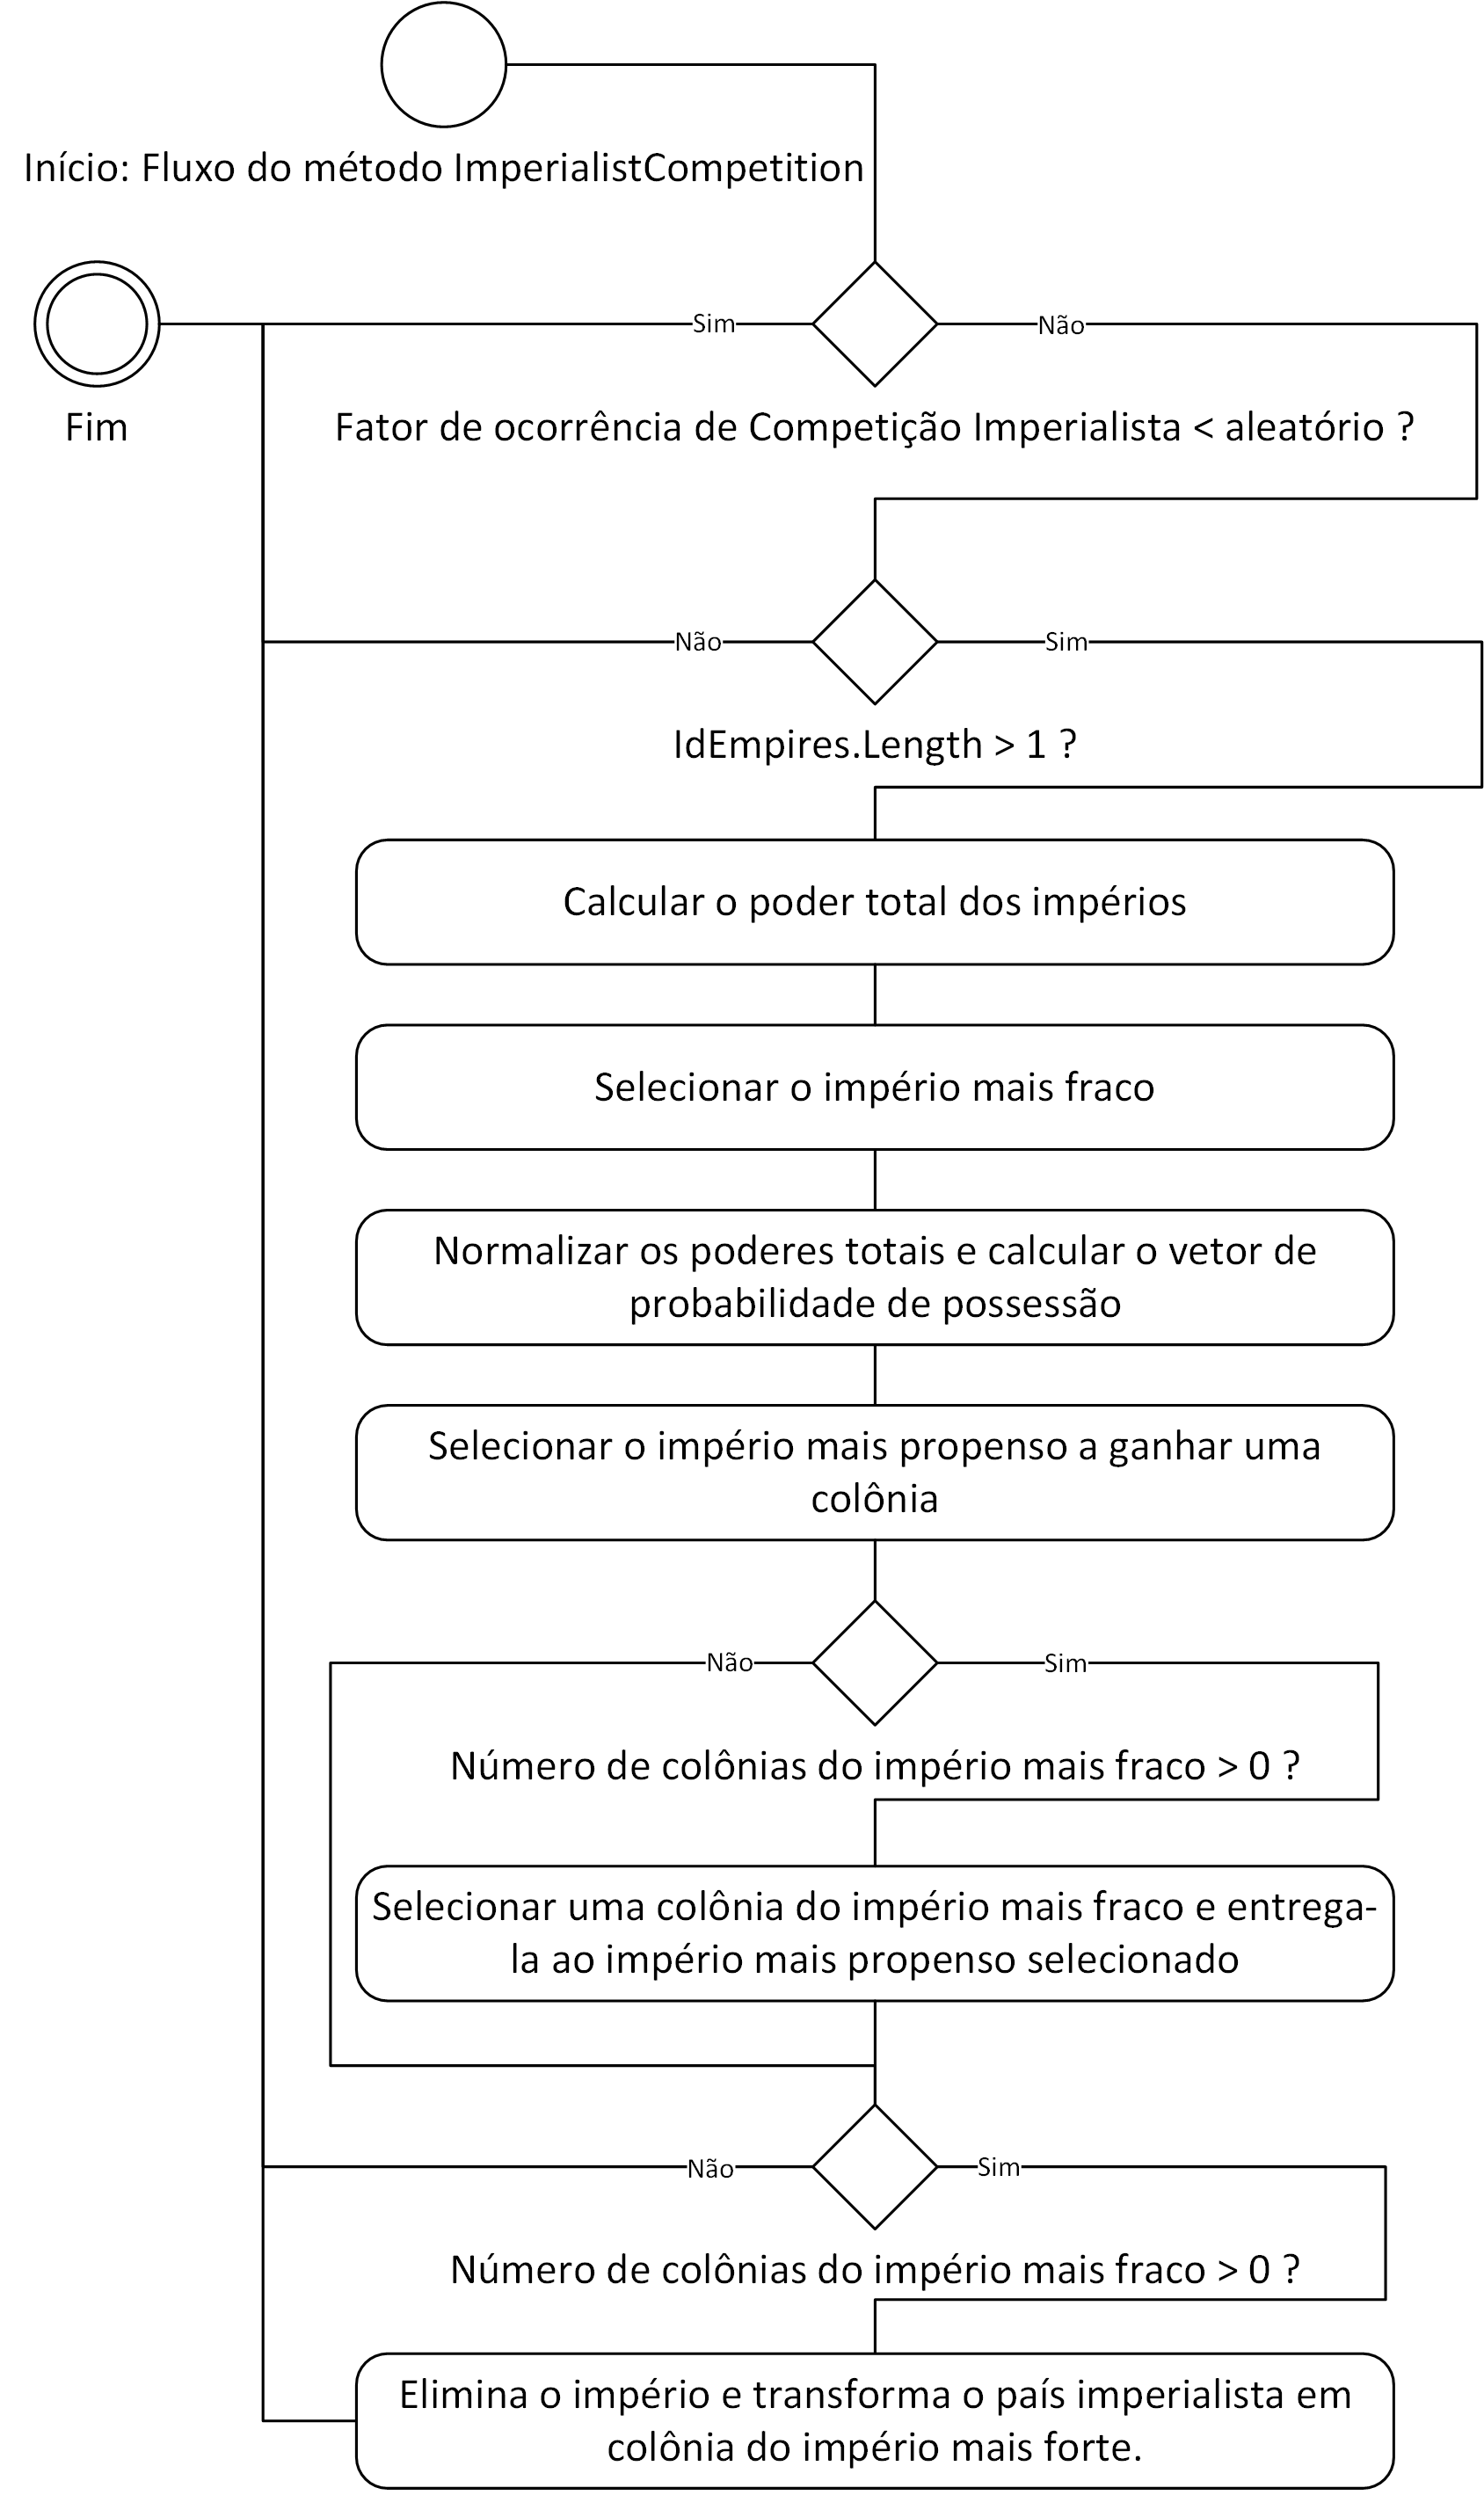 Início: Fluxo do método ImperialistCompetition
Sim
Não
Fim
Fator de ocorrência de Competição Imperialista < aleatório ?
Não
Sim
IdEmpires.Length > 1 ?
Calcular o poder total dos impérios
Selecionar o império mais fraco
Normalizar os poderes totais e calcular o vetor de
probabilidade de possessão
Selecionar o império mais propenso a ganhar uma
colônia
Não
Sim
Número de colônias do império mais fraco > 0 ?
Selecionar uma colônia do império mais fraco e entrega-
la ao império mais propenso selecionado
Não
Sim
Número de colônias do império mais fraco > 0 ?
Elimina o império e transforma o país imperialista em
colônia do império mais forte.